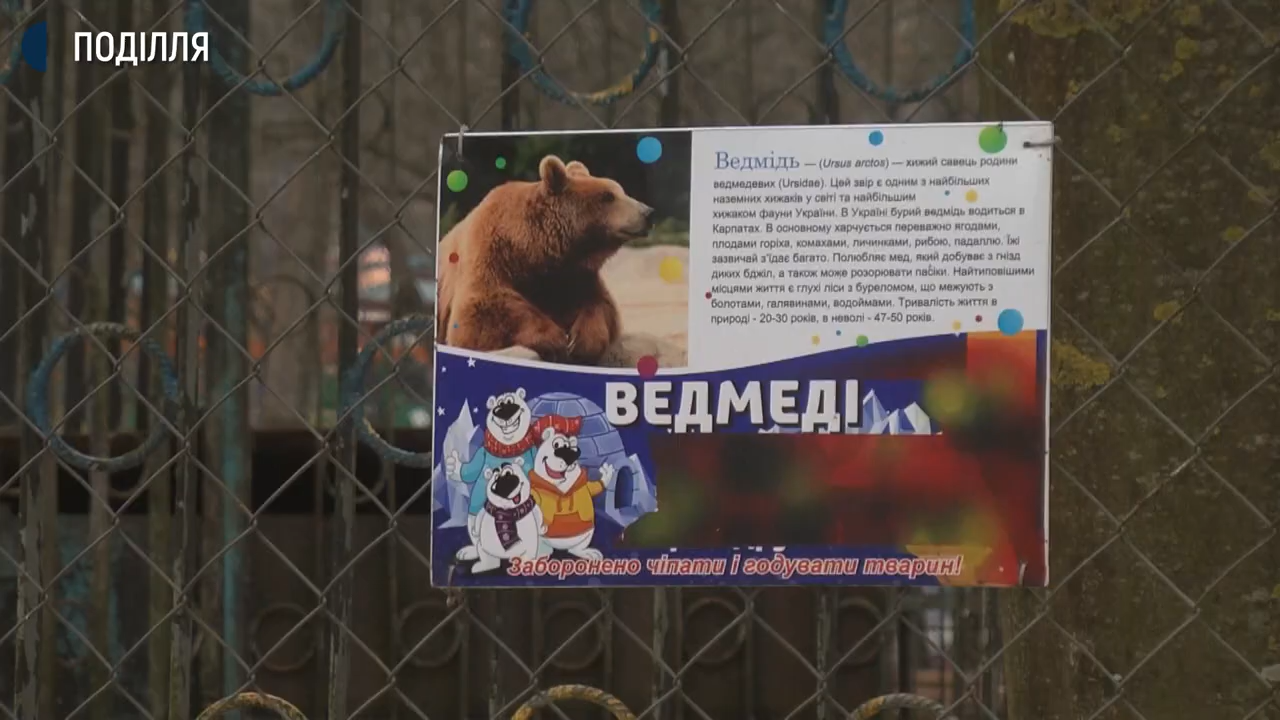 ПОДІЛЛЯ
Ведмідь – (Ursus arctos) – хижий савець родини
ведмедевих (Ursidae). Цей звір є одним з найбільших
наземних хижаків у світі та найбільшим
хижаком фауни України. В Україні бурий ведмідь водиться в
Карпатах. В основному харчується переважно ягодами,
плодами горіха, комахами, личинками, рибою, падаллю. Їжі
зазвичай з'їдає багато. Полюбляє мед, який добуває з гнізд
диких бджіл, а також може розорювати пасіки. Найтиповішими
місцями життя є глухі ліси з буреломом, що межують з
болотами, галявинами, водоймами. Тривалість життя в
природі - 20-30 років, в неволі - 47-50 років.
ВЕДМЕДІ
Заборонено чіпати і годувати тварин!